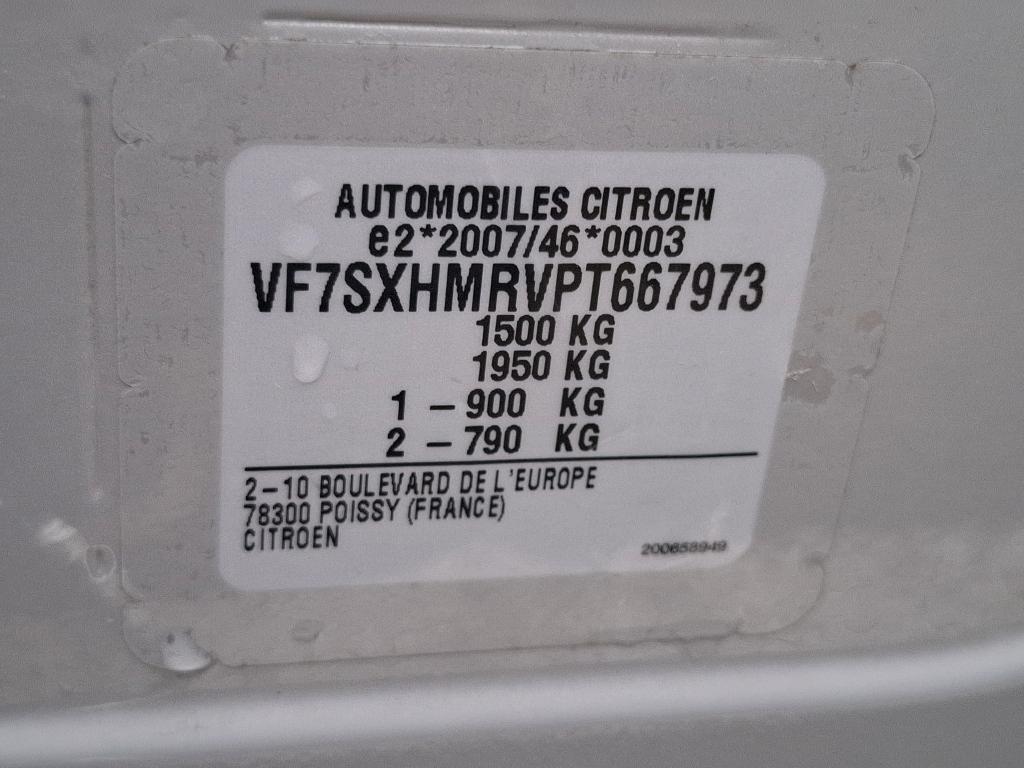 AUTOMOBILES CITROEN
e2*2007/46*0003
VF7SXHMRVPT667973
1500 KG
1950 KG
1 – 900 KG
2 – 790 KG
2–10 BOULEVARD DE L'EUROPE
78300 POISSY (FRANCE)
CITROEN
200658949